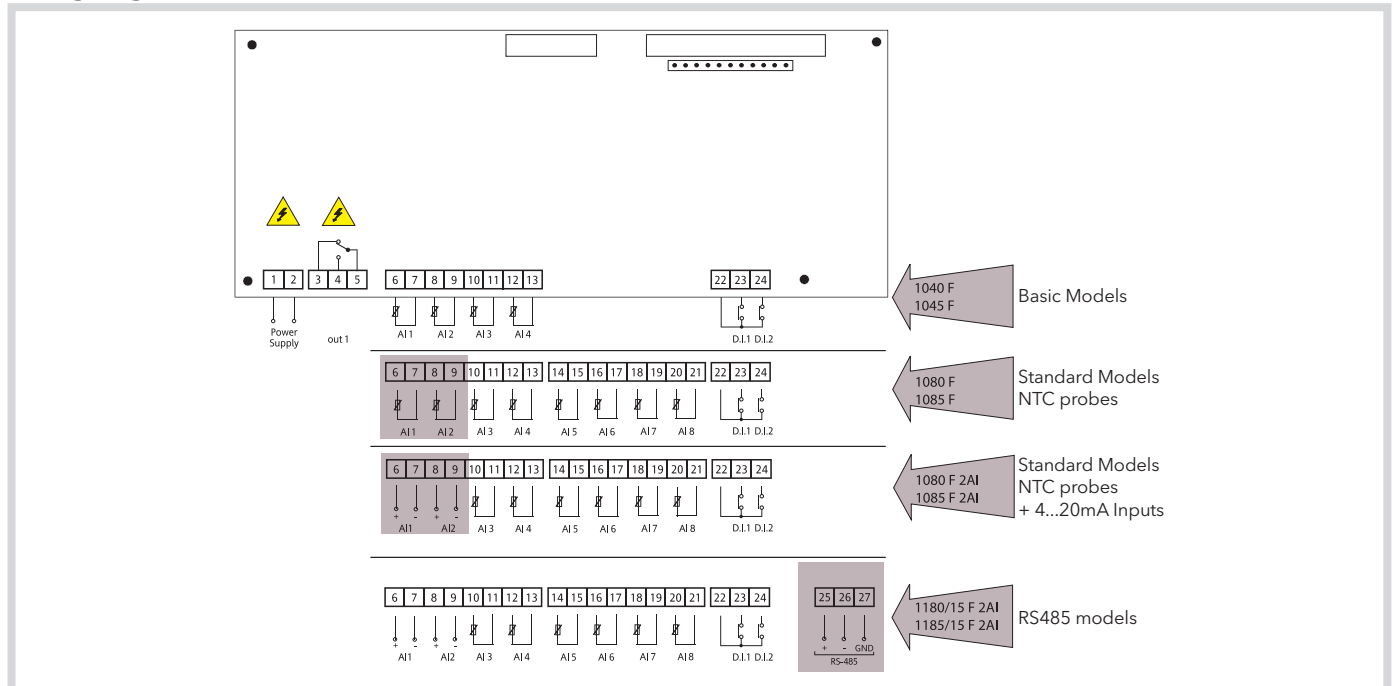 1 2 3 4 5 6 7 8 9 10 11 12 13 22 23 24
Power
Supply
out 1
AI 1 AI 2 AI 3 AI 4
D.I.1 D.I.2
1040 F
1045 F
Basic Models
6 7 8 9 10 11 12 13 14 15 16 17 18 19 20 21 22 23 24
AI 1 AI 2 AI 3 AI 4 AI 5 AI 6 AI 7 AI 8 D.I.1 D.I.2
1080 F
1085 F
Standard Models
NTC probes
6 7 8 9 10 11 12 13 14 15 16 17 18 19 20 21 22 23 24
+ - + -
AI1 AI2 AI 3 AI 4 AI 5 AI 6 AI 7 AI 8 D.I.1 D.I.2
1080 F 2AI
1085 F 2AI
Standard Models
NTC probes
+ 4...20mA Inputs
6 7 8 9 10 11 12 13 14 15 16 17 18 19 20 21 22 23 24 25 26 27
+ - + -
AI1 AI2 AI 3 AI 4 AI 5 AI 6 AI 7 AI 8 D.I.1 D.I.2
+ - GND
RS-485
1180/15 F 2AI
1185/15 F 2AI
RS485 models